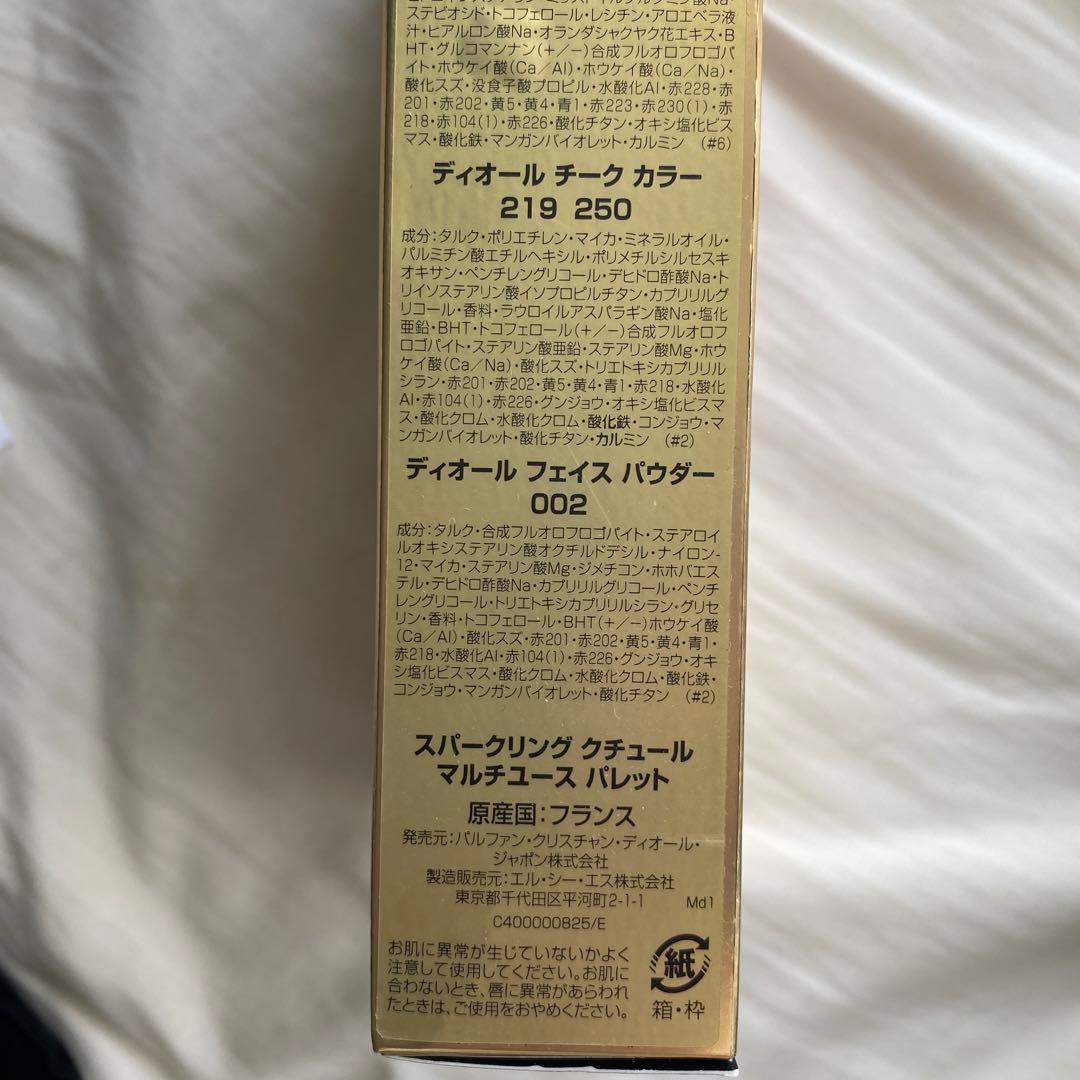 ステビオシド・トコフェロール・レシチン・アロエベラ液
汁・ヒアルロン酸Na・オランダシャクヤク花エキス・B
HT・グルコマンナン(+/−)合成フルオロフロゴパ
イト・ホウケイ酸(Ca/Al)・ホウケイ酸(Ca/Na)・
酸化スズ・没食子酸プロピル・水酸化Al・赤228・赤
201・赤202・黄5・黄4・青1・赤223・赤230(1)・赤
218・赤104(1)・赤226・酸化チタン・オキシ塩化ビス
マス・酸化鉄・マンガンバイオレット・カルミン (#6)
ディオール チーク カラー
219 250
成分:タルク・ポリエチレン・マイカ・ミネラルオイル・
パルミチン酸エチルヘキシル・ポリメチルシルセスキ
オキサン・ペンチレングリコール・デヒドロ酢酸Na・ト
リイソステアリン酸イソプロピルチタン・カプリリルグ
リコール・香料・ラウロイルアスパラギン酸Na・塩化
亜鉛・BHT・トコフェロール(+/−)合成フルオロフ
ロゴパイト・ステアリン酸亜鉛・ステアリン酸Mg・ホウ
ケイ酸(Ca/Na)・酸化スズ・トリエトキシカプリリル
シラン・赤201・赤202・黄5・黄4・青1・赤218・水酸化
Al・赤104(1)・赤226・グンジョウ・オキシ塩化ビスマ
ス・酸化クロム・水酸化クロム・酸化鉄・コンジョウ・マ
ンガンバイオレット・酸化チタン・カルミン (#2)
ディオール フェイス パウダー
002
成分:タルク・合成フルオロフロゴパイト・ステアロイ
ルオキシステアリン酸オクチルドデシル・ナイロン-
12・マイカ・ステアリン酸Mg・ジメチコン・ホホバエス
テル・デヒドロ酢酸Na・カプリリルグリコール・ペンチ
レングリコール・トリエトキシカプリリルシラン・グリセ
リン・香料・トコフェロール・BHT(+/−)ホウケイ酸
(Ca/Al)・酸化スズ・赤201・赤202・黄5・黄4・青1・
赤218・水酸化Al・赤104(1)・赤226・グンジョウ・オキ
シ塩化ビスマス・酸化クロム・水酸化クロム・酸化鉄・
コンジョウ・マンガンバイオレット・酸化チタン (#2)
スパークリング クチュール
マルチユース パレット
原産国:フランス
発売元:パルファン・クリスチャン・ディオール・
ジャポン株式会社
製造販売元:エル・シー・エス株式会社
東京都千代田区平河町2-1-1 Md1
C400000825/E
お肌に異常が生じていないかよく
注意して使用してください。お肌に
合わないとき、唇に異常があらわれ
たときは、ご使用をおやめください。
紙
箱・枠